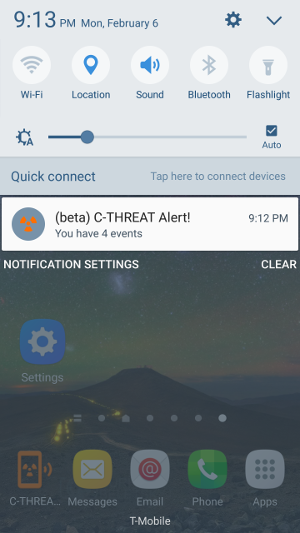 9:13 PM Mon, February 6
Wi-Fi Location Sound Bluetooth Flashlight
A Auto
Quick connect Tap here to connect devices
(beta) C-THREAT Alert! 9:12 PM
You have 4 events
NOTIFICATION SETTINGS CLEAR
Settings
C-THREA... Messages Email Phone Apps
T-Mobile